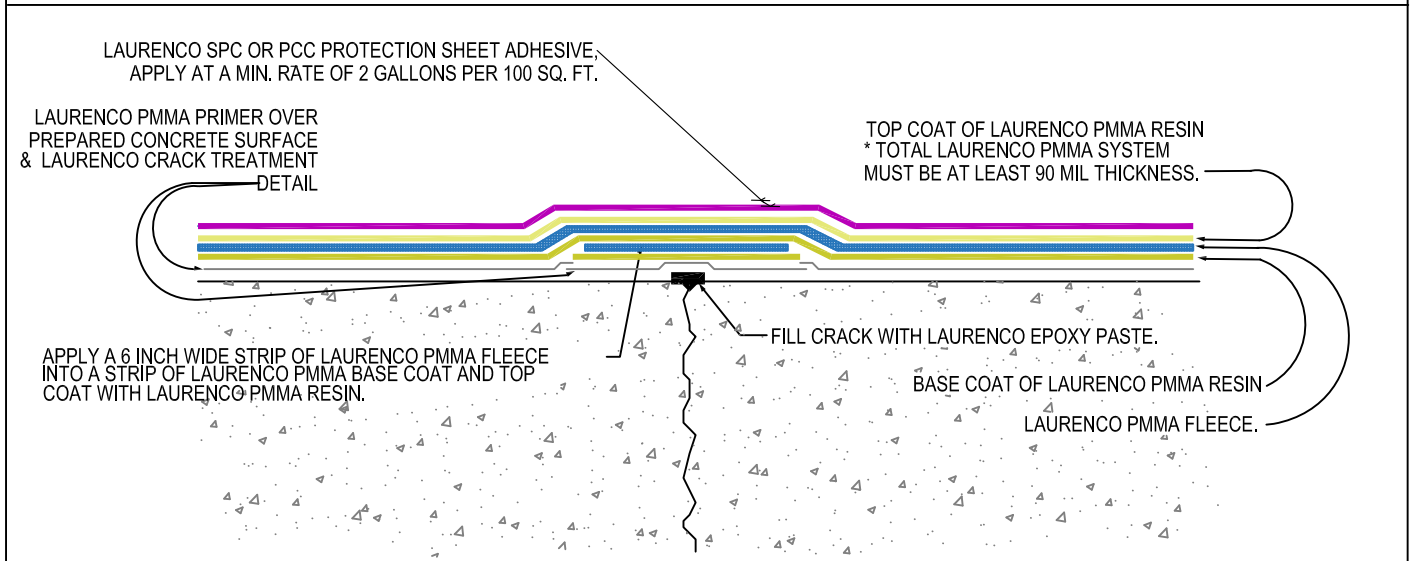 LAURENCO SPC OR PCC PROTECTION SHEET ADHESIVE,
APPLY AT A MIN. RATE OF 2 GALLONS PER 100 SQ. FT.
LAURENCO PMMA PRIMER OVER
PREPARED CONCRETE SURFACE
& LAURENCO CRACK TREATMENT
DETAIL
TOP COAT OF LAURENCO PMMA RESIN
* TOTAL LAURENCO PMMA SYSTEM
MUST BE AT LEAST 90 MIL THICKNESS.
APPLY A 6 INCH WIDE STRIP OF LAURENCO PMMA FLEECE
INTO A STRIP OF LAURENCO PMMA BASE COAT AND TOP
COAT WITH LAURENCO PMMA RESIN.
FILL CRACK WITH LAURENCO EPOXY PASTE.
BASE COAT OF LAURENCO PMMA RESIN
LAURENCO PMMA FLEECE.